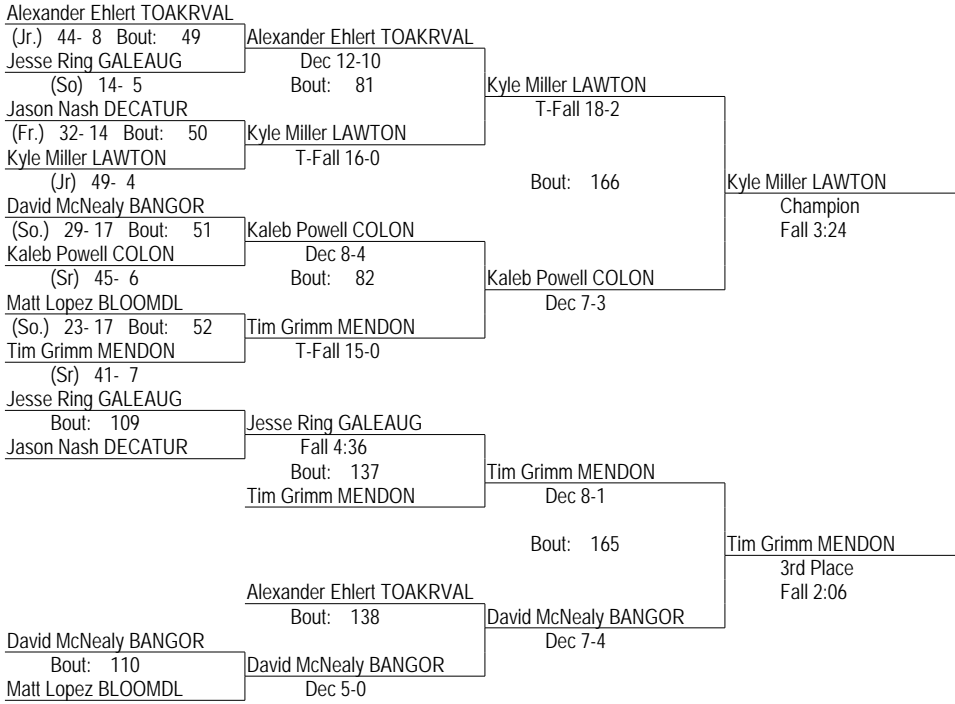 Alexander Ehlert TOAKRVAL
(Jr.) 44- 8 Bout: 49 Alexander Ehlert TOAKRVAL
Jesse Ring GALEAUG Dec 12-10
(So) 14- 5 Bout: 81 Kyle Miller LAWTON
Jason Nash DECATUR T-Fall 18-2
(Fr.) 32- 14 Bout: 50 Kyle Miller LAWTON
Kyle Miller LAWTON T-Fall 16-0
(Jr) 49- 4 Bout: 166 Kyle Miller LAWTON
David McNealy BANGOR Champion
(So.) 29- 17 Bout: 51 Kaleb Powell COLON Fall 3:24
Kaleb Powell COLON Dec 8-4
(Sr) 45- 6 Bout: 82 Kaleb Powell COLON
Matt Lopez BLOOMDL Dec 7-3
(So.) 23- 17 Bout: 52 Tim Grimm MENDON
Tim Grimm MENDON T-Fall 15-0
(Sr) 41- 7
Jesse Ring GALEAUG
Bout: 109 Jesse Ring GALEAUG
Jason Nash DECATUR Fall 4:36
Bout: 137 Tim Grimm MENDON
Tim Grimm MENDON Dec 8-1
Bout: 165 Tim Grimm MENDON
3rd Place
Alexander Ehlert TOAKRVAL Fall 2:06
Bout: 138 David McNealy BANGOR
David McNealy BANGOR Dec 7-4
Bout: 110 David McNealy BANGOR
Matt Lopez BLOOMDL Dec 5-0